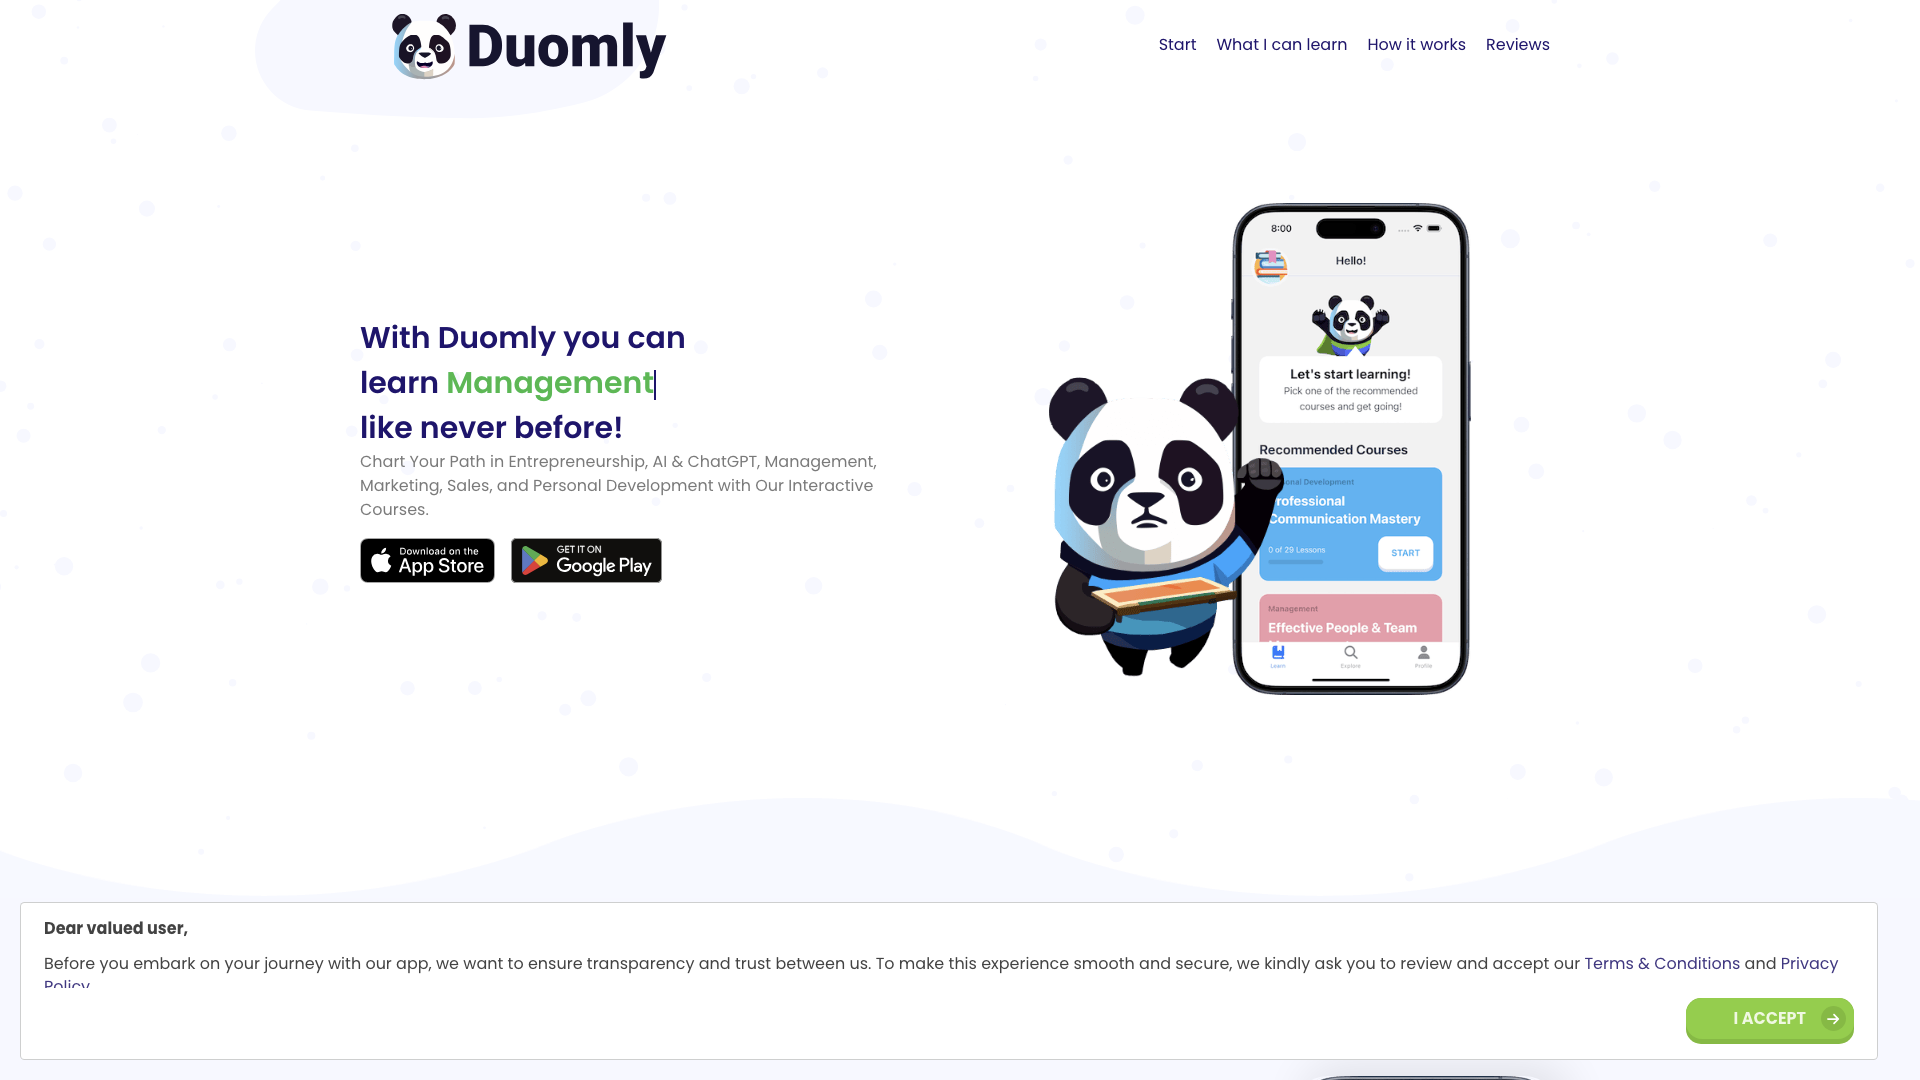 Duomly
Start What I can learn How it works Reviews
With Duomly you can
learn Management
like never before!
Chart Your Path in Entrepreneurship, AI & ChatGPT, Management,
Marketing, Sales, and Personal Development with Our Interactive
Courses.
Download on the
App Store
GET IT ON
Google Play
8:00
Hello!
Let's start learning!
Pick one of the recommended
courses and get going!
Recommended Courses
Development
Professional
Communication Mastery
0 of 29 Lessons
START
Management
Effective People & Team
Learn Explore Profile
Dear valued user,
Before you embark on your journey with our app, we want to ensure transparency and trust between us. To make this experience smooth and secure, we kindly ask you to review and accept our Terms & Conditions and Privacy
Policy.
I ACCEPT